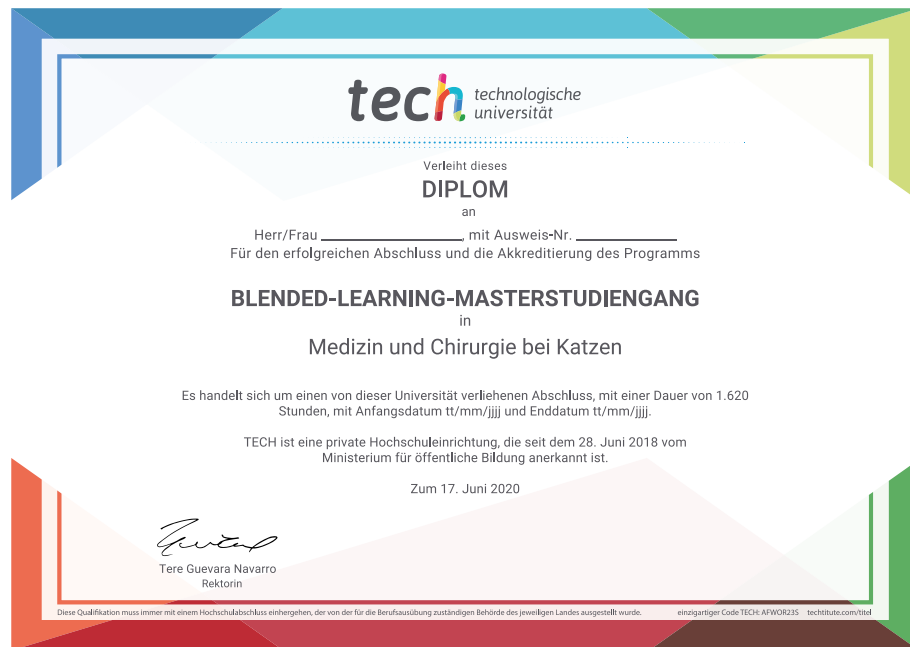 tech technologische
universität
Verleiht dieses
DIPLOM
an
Herr/Frau ____________, mit Ausweis-Nr. ____________
Für den erfolgreichen Abschluss und die Akkreditierung des Programms
BLENDED-LEARNING-MASTERSTUDIENGANG
in
Medizin und Chirurgie bei Katzen
Es handelt sich um einen von dieser Universität verliehenen Abschluss, mit einer Dauer von 1.620
Stunden, mit Anfangsdatum tt/mm/jjjj und Enddatum tt/mm/jjjj.
TECH ist eine private Hochschuleinrichtung, die seit dem 28. Juni 2018 vom
Ministerium für öffentliche Bildung anerkannt ist.
Zum 17. Juni 2020
Tere Guevara Navarro
Rektorin
Diese Qualifikation muss immer mit einem Hochschulabschluss einhergehen, der von der für die Berufsausübung zuständigen Behörde des jeweiligen Landes ausgestellt wurde. einzigartiger Code TECH: AFWOR23S techtitute.com/titel